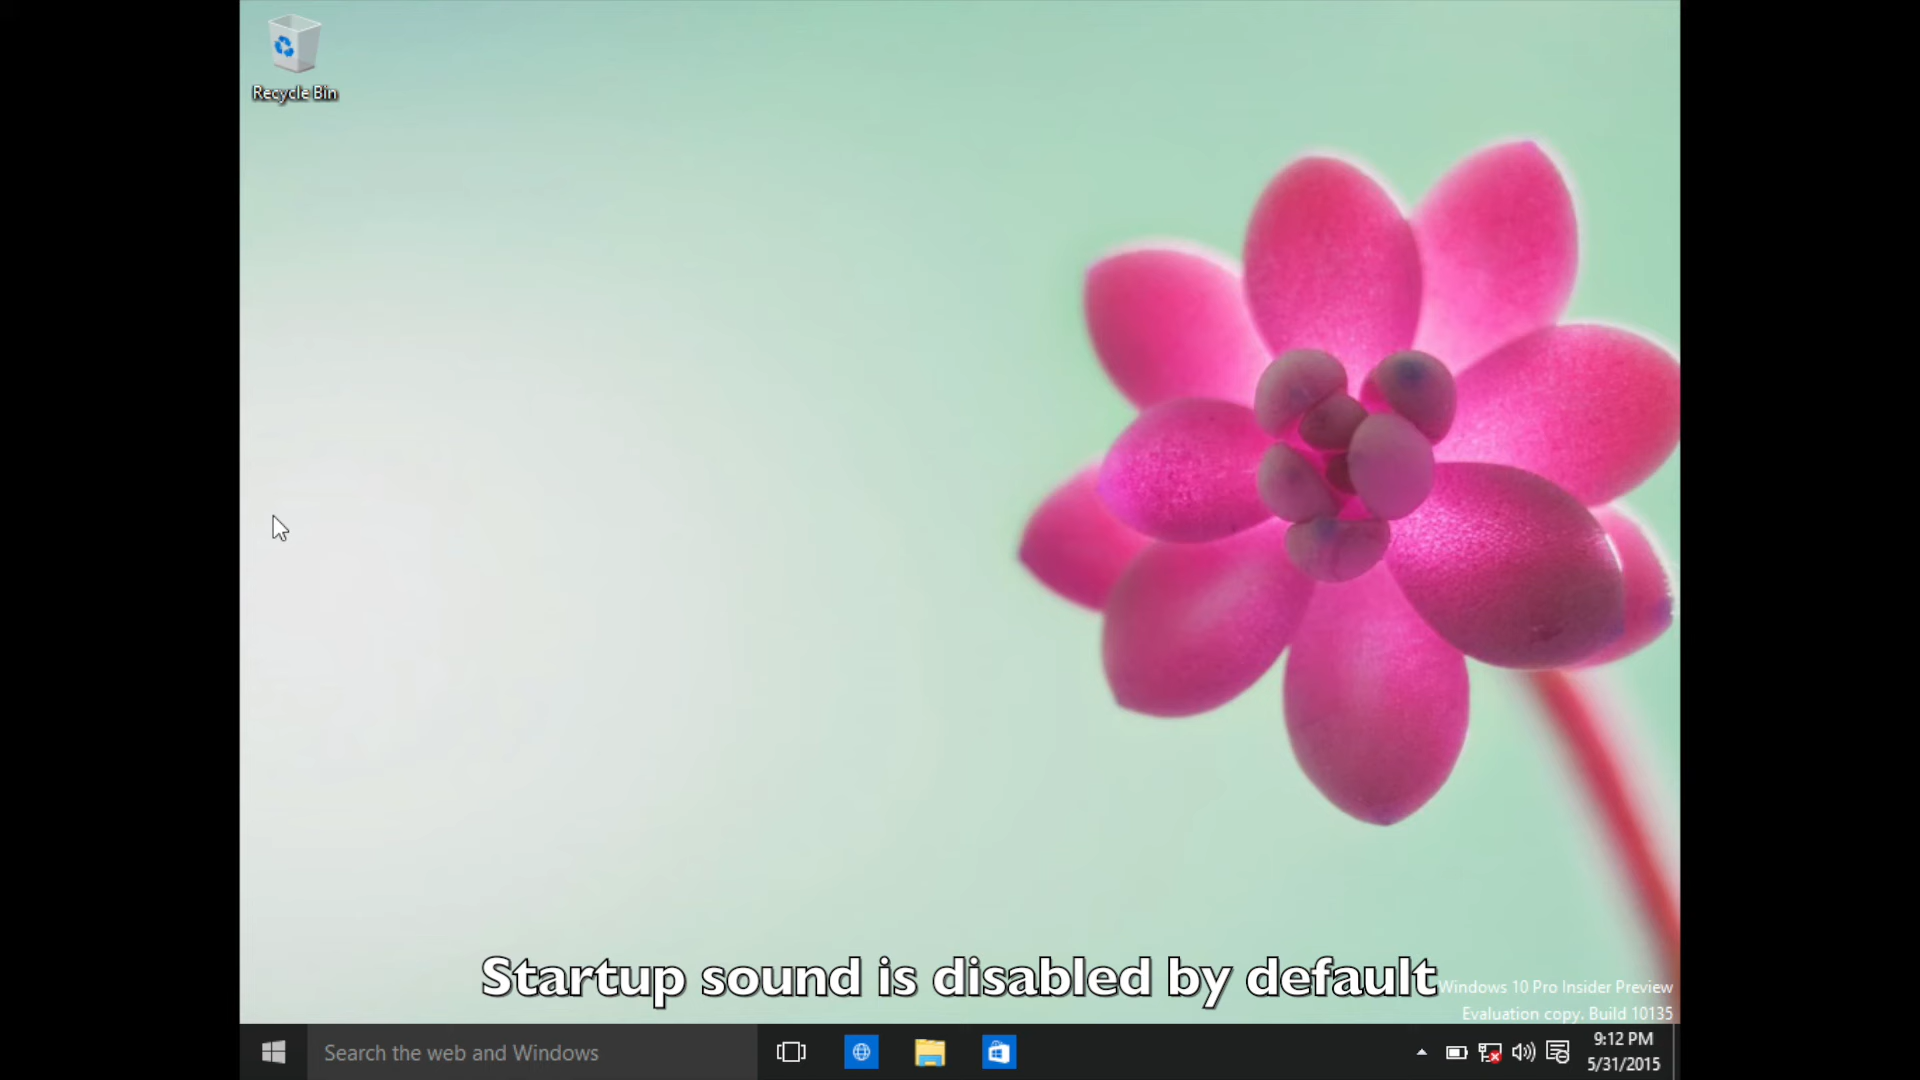 Recycle Bin
Startup sound is disabled by default
Windows 10 Pro Insider Preview
Evaluation copy. Build 10135
Search the web and Windows
9:12 PM
5/31/2015